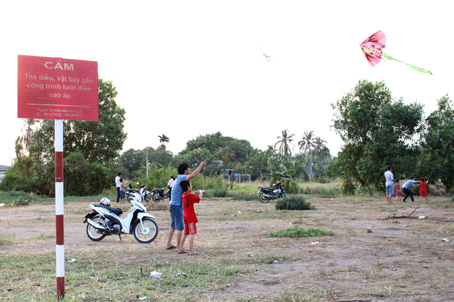 CẤM
Thả diều, vật bay gần
công trình lưới điện
cao áp